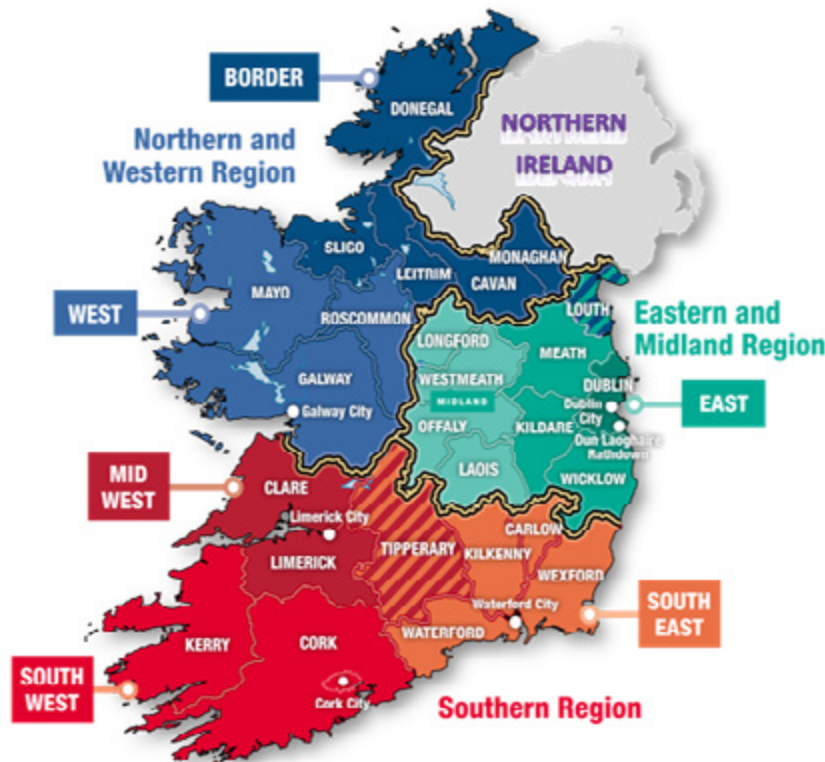 BORDER
DONEGAL
Northern and
Western Region
NORTHERN
IRELAND
SLIGO
LEITRIM
MONAGHAN
CAVAN
MAYO
WEST
ROSCOMMON
LOUTH
Eastern and
Midland Region
LONGFORD
MEATH
GALWAY
WESTMEATH
DUBLIN
MIDLAND
Dublin
City
EAST
Galway City
OFFALY
KILDARE
Dun Laoghaire
Rathdown
LAOIS
WICKLOW
MID
WEST
CLARE
Limerick City
CARLOW
TIPPERARY
KILKENNY
LIMERICK
WEXFORD
Waterford City
SOUTH
EAST
WATERFORD
KERRY
CORK
SOUTH
WEST
Cork City
Southern Region